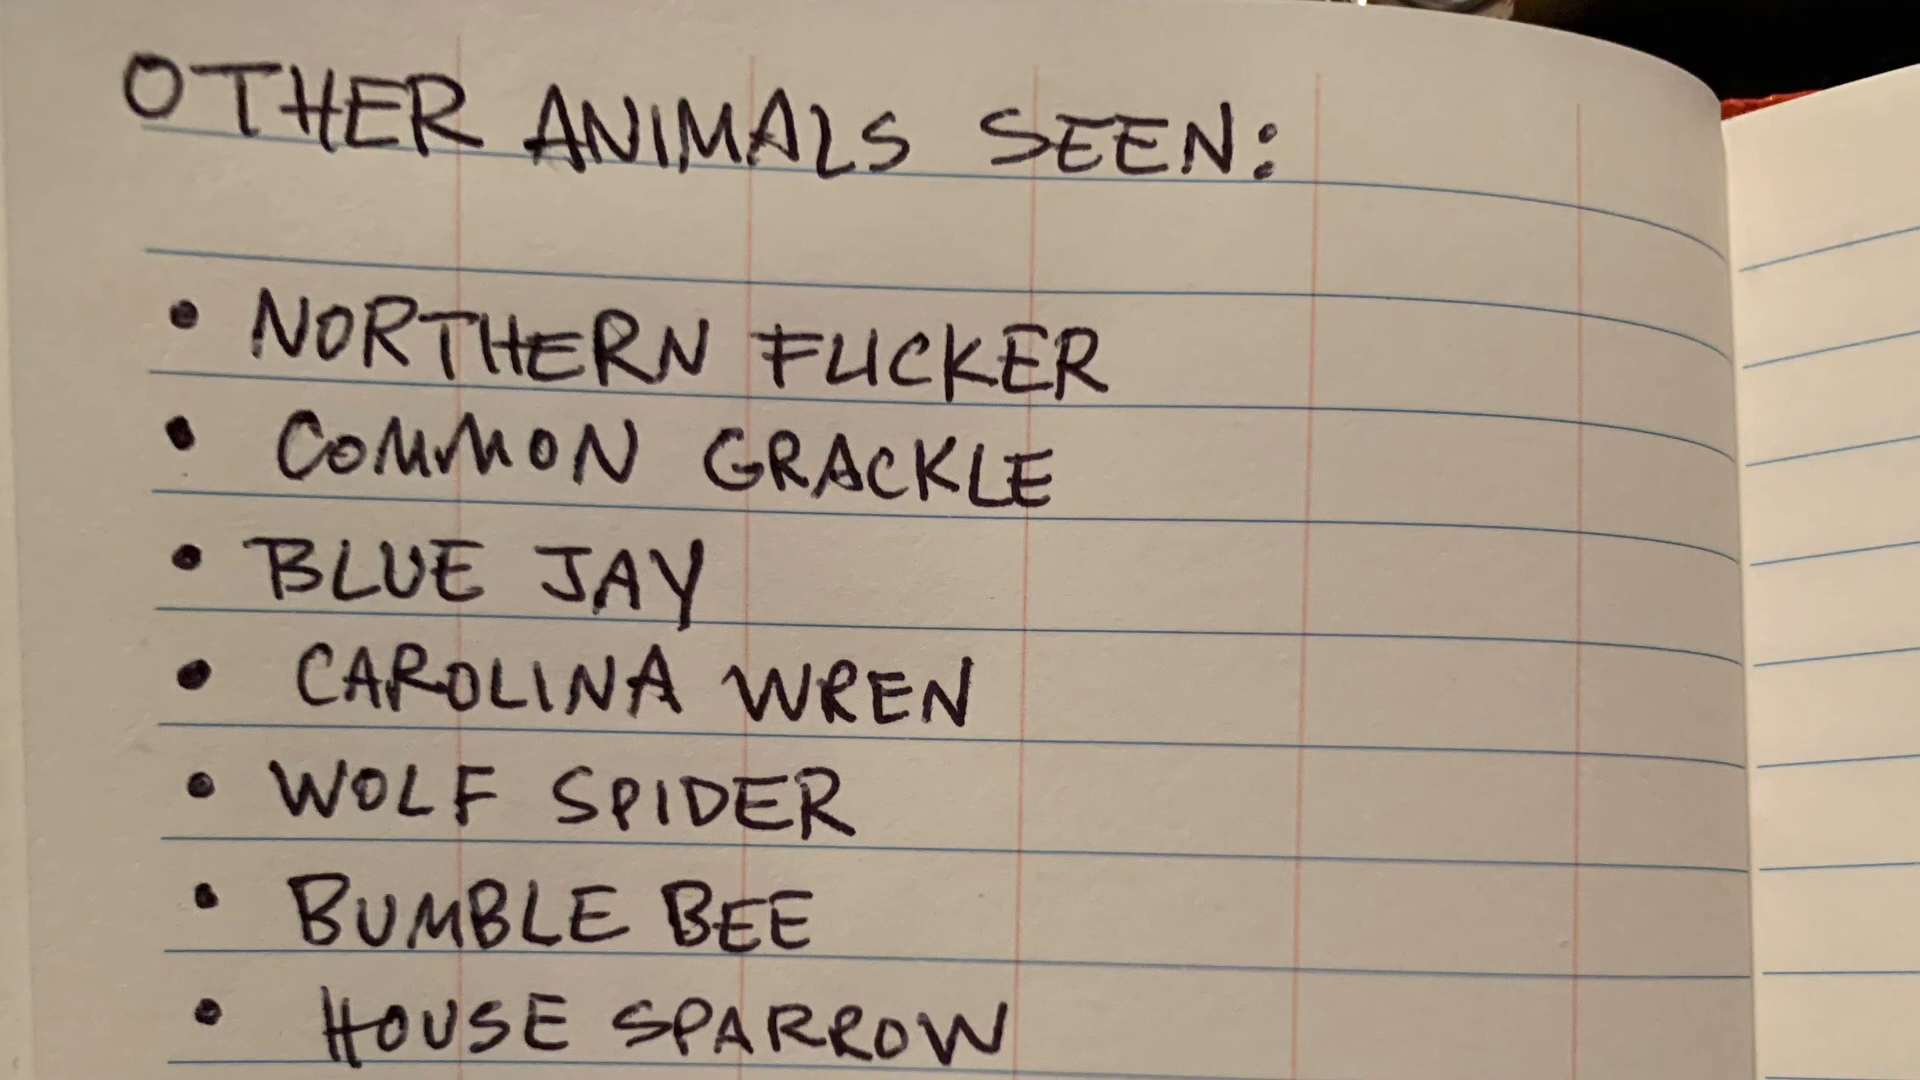 OTHER ANIMALS SEEN:
• NORTHERN FLICKER
• COMMON GRACKLE
• BLUE JAY
• CAROLINA WREN
• WOLF SPIDER
• BUMBLE BEE
• HOUSE SPARROW